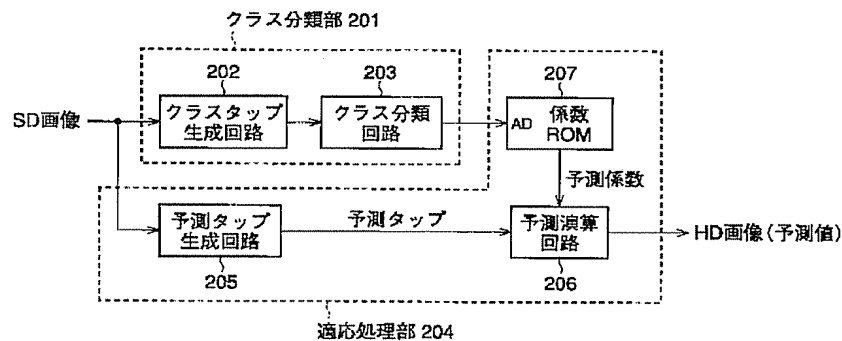 クラス分類部 201
202
203
207
SD画像
クラスタップ
生成回路
クラス分類
回路
AD
係数
ROM
予測係数
予測タップ
生成回路
予測タップ
予測演算
回路
HD画像(予測値)
205
206
適応処理部 204